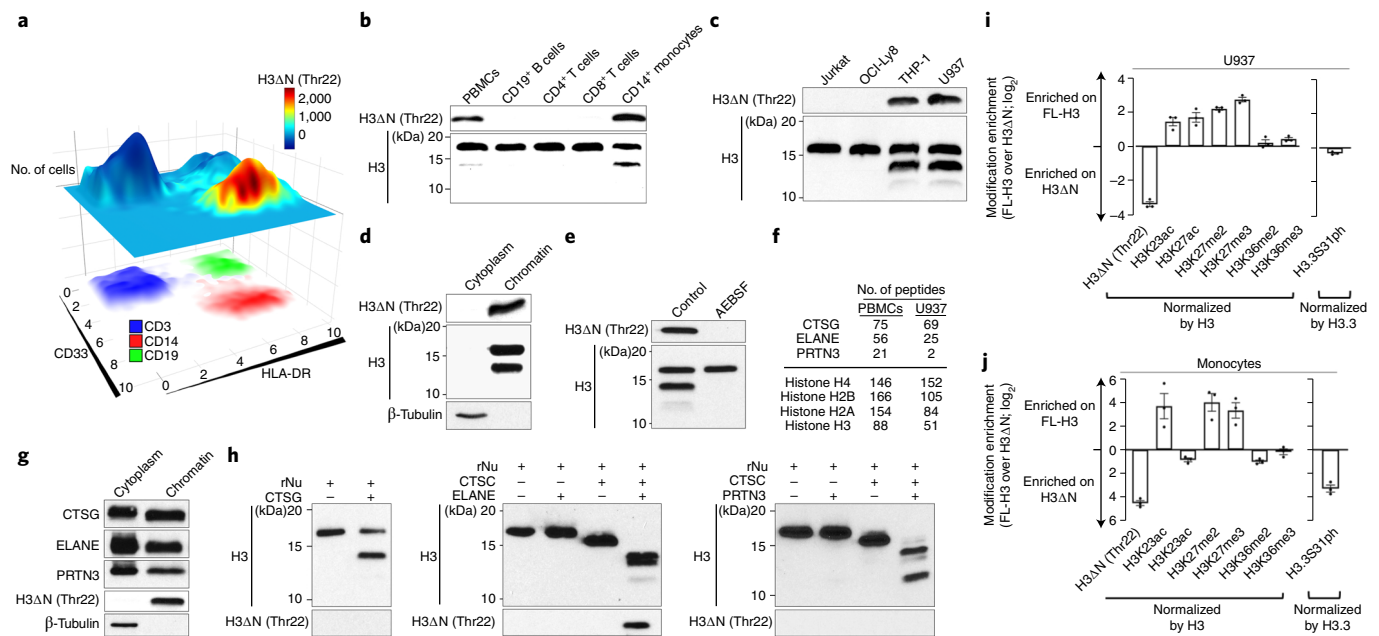 a
H3ΔN (Thr22)
2,000
1,000
0
No. of cells
0
2
4
6
8
10
CD33
CD3
CD14
CD19
0
2
4
6
8
10
HLA-DR
b
PBMCs
CD19+ B cells
CD4+ T cells
CD8+ T cells
CD14+ monocytes
H3ΔN (Thr22)
(kDa) 20
H3
15
10
c
Jurkat
OCI-Ly8
THP-1
U937
H3ΔN (Thr22)
(kDa) 20
H3
15
10
d
Cytoplasm
Chromatin
H3ΔN (Thr22)
(kDa) 20
H3
15
10
β-Tubulin
e
Control
AEBSF
H3ΔN (Thr22)
(kDa) 20
H3
15
10
f
No. of peptides
PBMCs U937
CTSG 75 69
ELANE 56 25
PRTN3 21 2
Histone H4 146 152
Histone H2B 166 105
Histone H2A 154 84
Histone H3 88 51
g
Cytoplasm
Chromatin
CTSG
ELANE
PRTN3
H3ΔN (Thr22)
β-Tubulin
h
rNu + +
CTSG – +
(kDa) 20
H3
15
10
H3ΔN (Thr22)
+ + + + rNu
– – + + CTSC
– + – + ELANE
(kDa) 20
H3
15
10
H3ΔN (Thr22)
+ + + + rNu
– – + + CTSC
– + – + PRTN3
(kDa) 20
H3
15
10
H3ΔN (Thr22)
i
U937
Modification enrichment
(FL-H3 over H3ΔN; log2)
Enriched on
FL-H3
Enriched on
H3ΔN
4
2
0
–2
–4
H3ΔN (Thr22)
H3K23ac
H3K27ac
H3K27me2
H3K27me3
H3K36me2
H3K36me3
H3.3S31ph
Normalized
by H3
Normalized
by H3.3
j
Monocytes
Modification enrichment
(FL-H3 over H3ΔN; log2)
Enriched on
FL-H3
Enriched on
H3ΔN
6
4
2
0
2
4
6
H3ΔN (Thr22)
H3K23ac
H3K23ac
H3K27me2
H3K27me3
H3K36me2
H3K36me3
H3.3S31ph
Normalized
by H3
Normalized
by H3.3